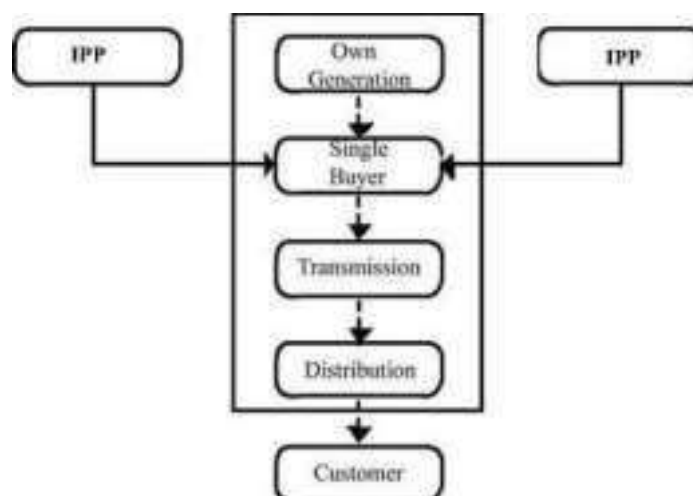 IPP
Own
Generation
IPP
Single
Buyer
Transmission
Distribution
Customer